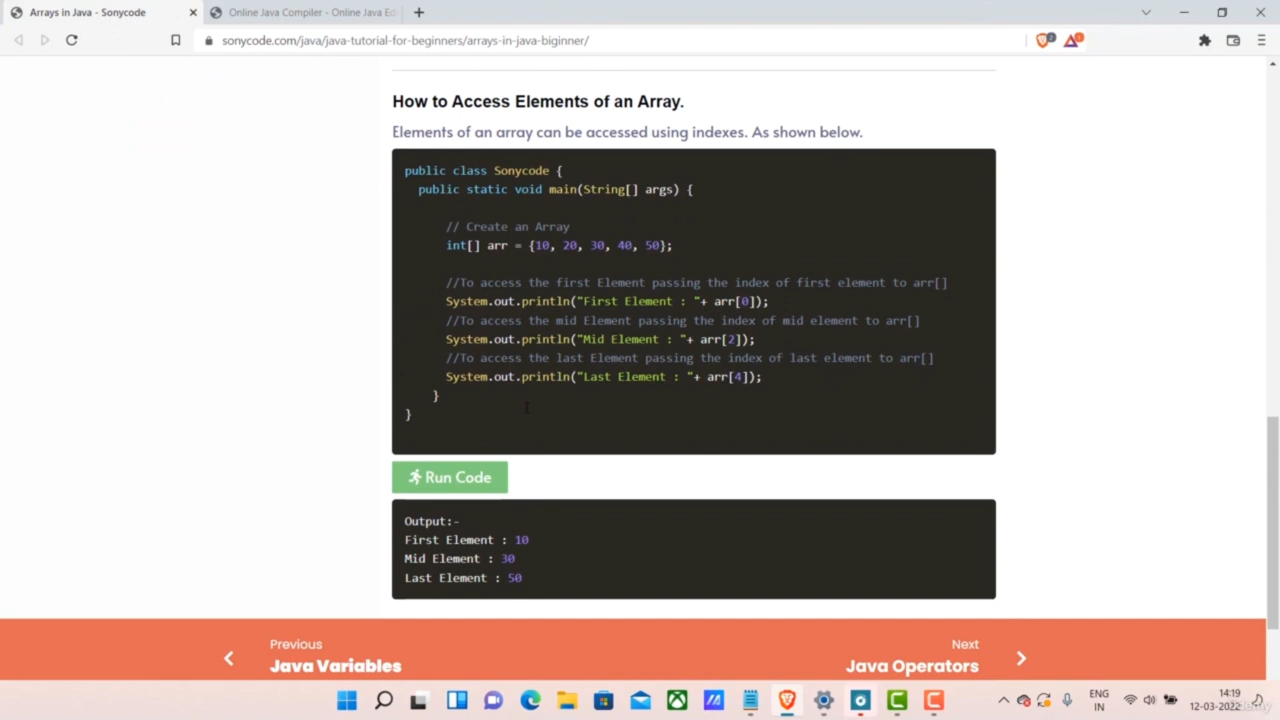 Arrays in Java - Sonycode
Online Java Compiler - Online Java Ed
sonycode.com/java/java-tutorial-for-beginners/arrays-in-java-biginner/
How to Access Elements of an Array.
Elements of an array can be accessed using indexes. As shown below.
public class Sonycode {
public static void main(String[] args) {
// Create an Array
int[] arr = {10, 20, 30, 40, 50};
//To access the first Element passing the index of first element to arr[]
System.out.println("First Element : "+ arr[0]);
//To access the mid Element passing the index of mid element to arr[]
System.out.println("Mid Element : "+ arr[2]);
//To access the last Element passing the index of last element to arr[]
System.out.println("Last Element : "+ arr[4]);
}
}
Run Code
Output:-
First Element : 10
Mid Element : 30
Last Element : 50
Previous
Java Variables
Next
Java Operators
ENG
IN
14:19
12-03-2022